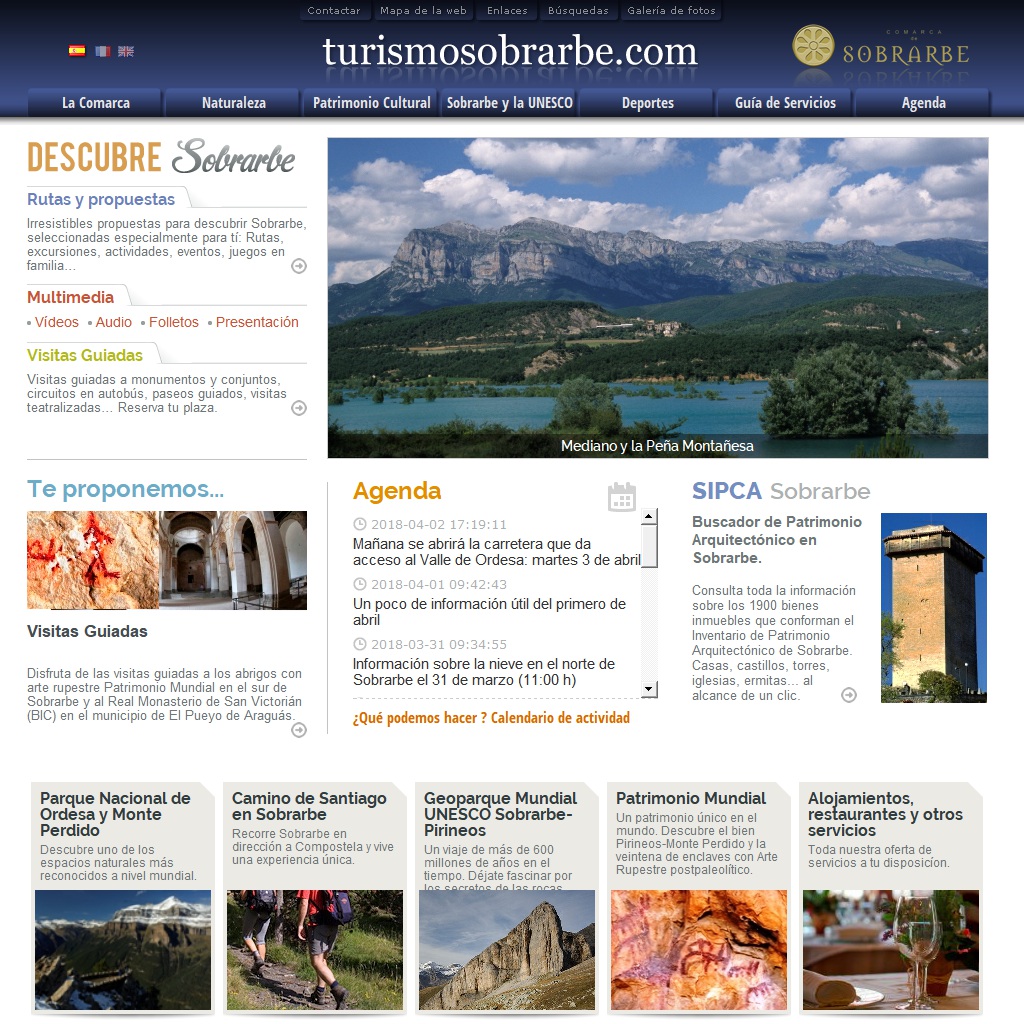 Contactar
Mapa de la web
Enlaces
Búsquedas
Galería de fotos
turismosobrarbe.com
COMARCA
de
SOBRARBE
La Comarca
Naturaleza
Patrimonio Cultural
Sobrarbe y la UNESCO
Deportes
Guía de Servicios
Agenda
DESCUBRE Sobrarbe
Rutas y propuestas
Irresistibles propuestas para descubrir Sobrarbe,
seleccionadas especialmente para tí: Rutas,
excursiones, actividades, eventos, juegos en
familia...
Multimedia
Vídeos
Audio
Folletos
Presentación
Visitas Guiadas
Visitas guiadas a monumentos y conjuntos,
circuitos en autobús, paseos guiados, visitas
teatralizadas... Reserva tu plaza.
Mediano y la Peña Montañesa
Te proponemos...
Visitas Guiadas
Disfruta de las visitas guiadas a los abrigos con
arte rupestre Patrimonio Mundial en el sur de
Sobrarbe y al Real Monasterio de San Victorián
(BIC) en el municipio de El Pueyo de Araguás.
Agenda
2018-04-02 17:19:11
Mañana se abrirá la carretera que da
acceso al Valle de Ordesa: martes 3 de abril
2018-04-01 09:42:43
Un poco de información útil del primero de
abril
2018-03-31 09:34:55
Información sobre la nieve en el norte de
Sobrarbe el 31 de marzo (11:00 h)
¿Qué podemos hacer ? Calendario de actividad
SIPCA Sobrarbe
Buscador de Patrimonio
Arquitectónico en
Sobrarbe.
Consulta toda la información
sobre los 1900 bienes
inmuebles que conforman el
Inventario de Patrimonio
Arquitectónico de Sobrarbe.
Casas, castillos, torres,
iglesias, ermitas... al
alcance de un clic.
Parque Nacional de
Ordesa y Monte
Perdido
Descubre uno de los
espacios naturales más
reconocidos a nivel mundial.
Camino de Santiago
en Sobrarbe
Recorre Sobrarbe en
dirección a Compostela y vive
una experiencia única.
Geoparque Mundial
UNESCO Sobrarbe-
Pirineos
Un viaje de más de 600
millones de años en el
tiempo. Déjate fascinar por
los secretos de las rocas
Patrimonio Mundial
Un patrimonio único en el
mundo. Descubre el bien
Pirineos-Monte Perdido y la
veintena de enclaves con Arte
Rupestre postpaleolítico.
Alojamientos,
restaurantes y otros
servicios
Toda nuestra oferta de
servicios a tu disposicíon.